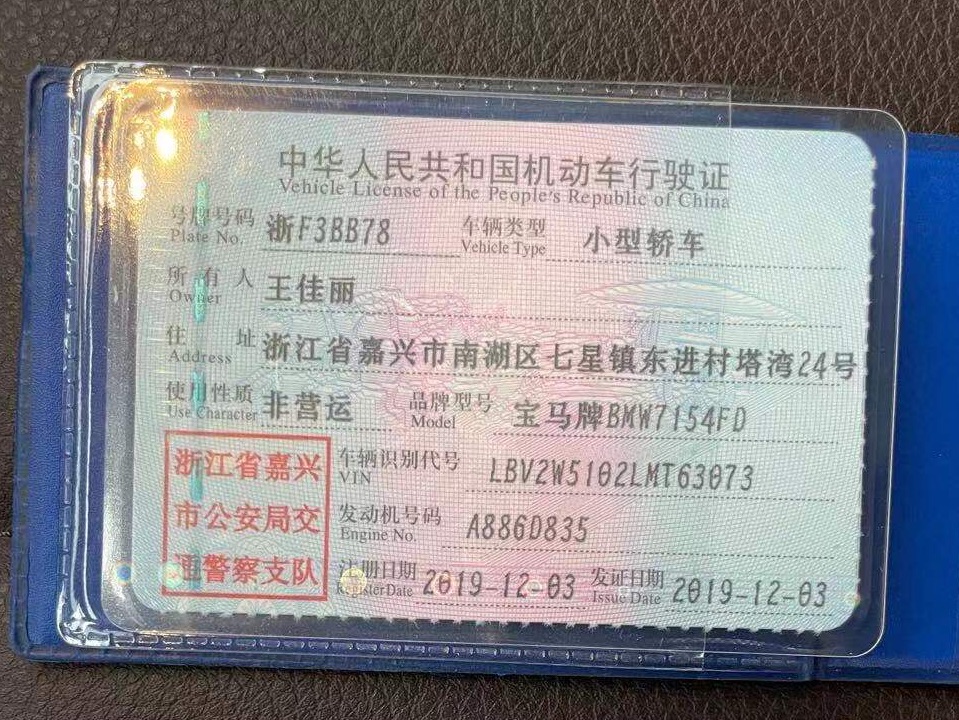 中华人民共和国机动车行驶证
Vehicle License of the People's Republic of China
号牌号码 浙F3BB78 车辆类型 小型轿车
Plate No. Vehicle Type
所有人 王佳丽
Owner
住址 浙江省嘉兴市南湖区七星镇东进村塔湾24号
Address
使用性质 非营运 品牌型号 宝马牌BMW7154FD
Use Character Model
浙江省嘉兴 车辆识别代号 LBV2W5102LMT63073
VIN
市公安局交 发动机号码 A886D835
Engine No.
通警察支队 注册日期 2019-12-03 发证日期 2019-12-03
Register Date Issue Date